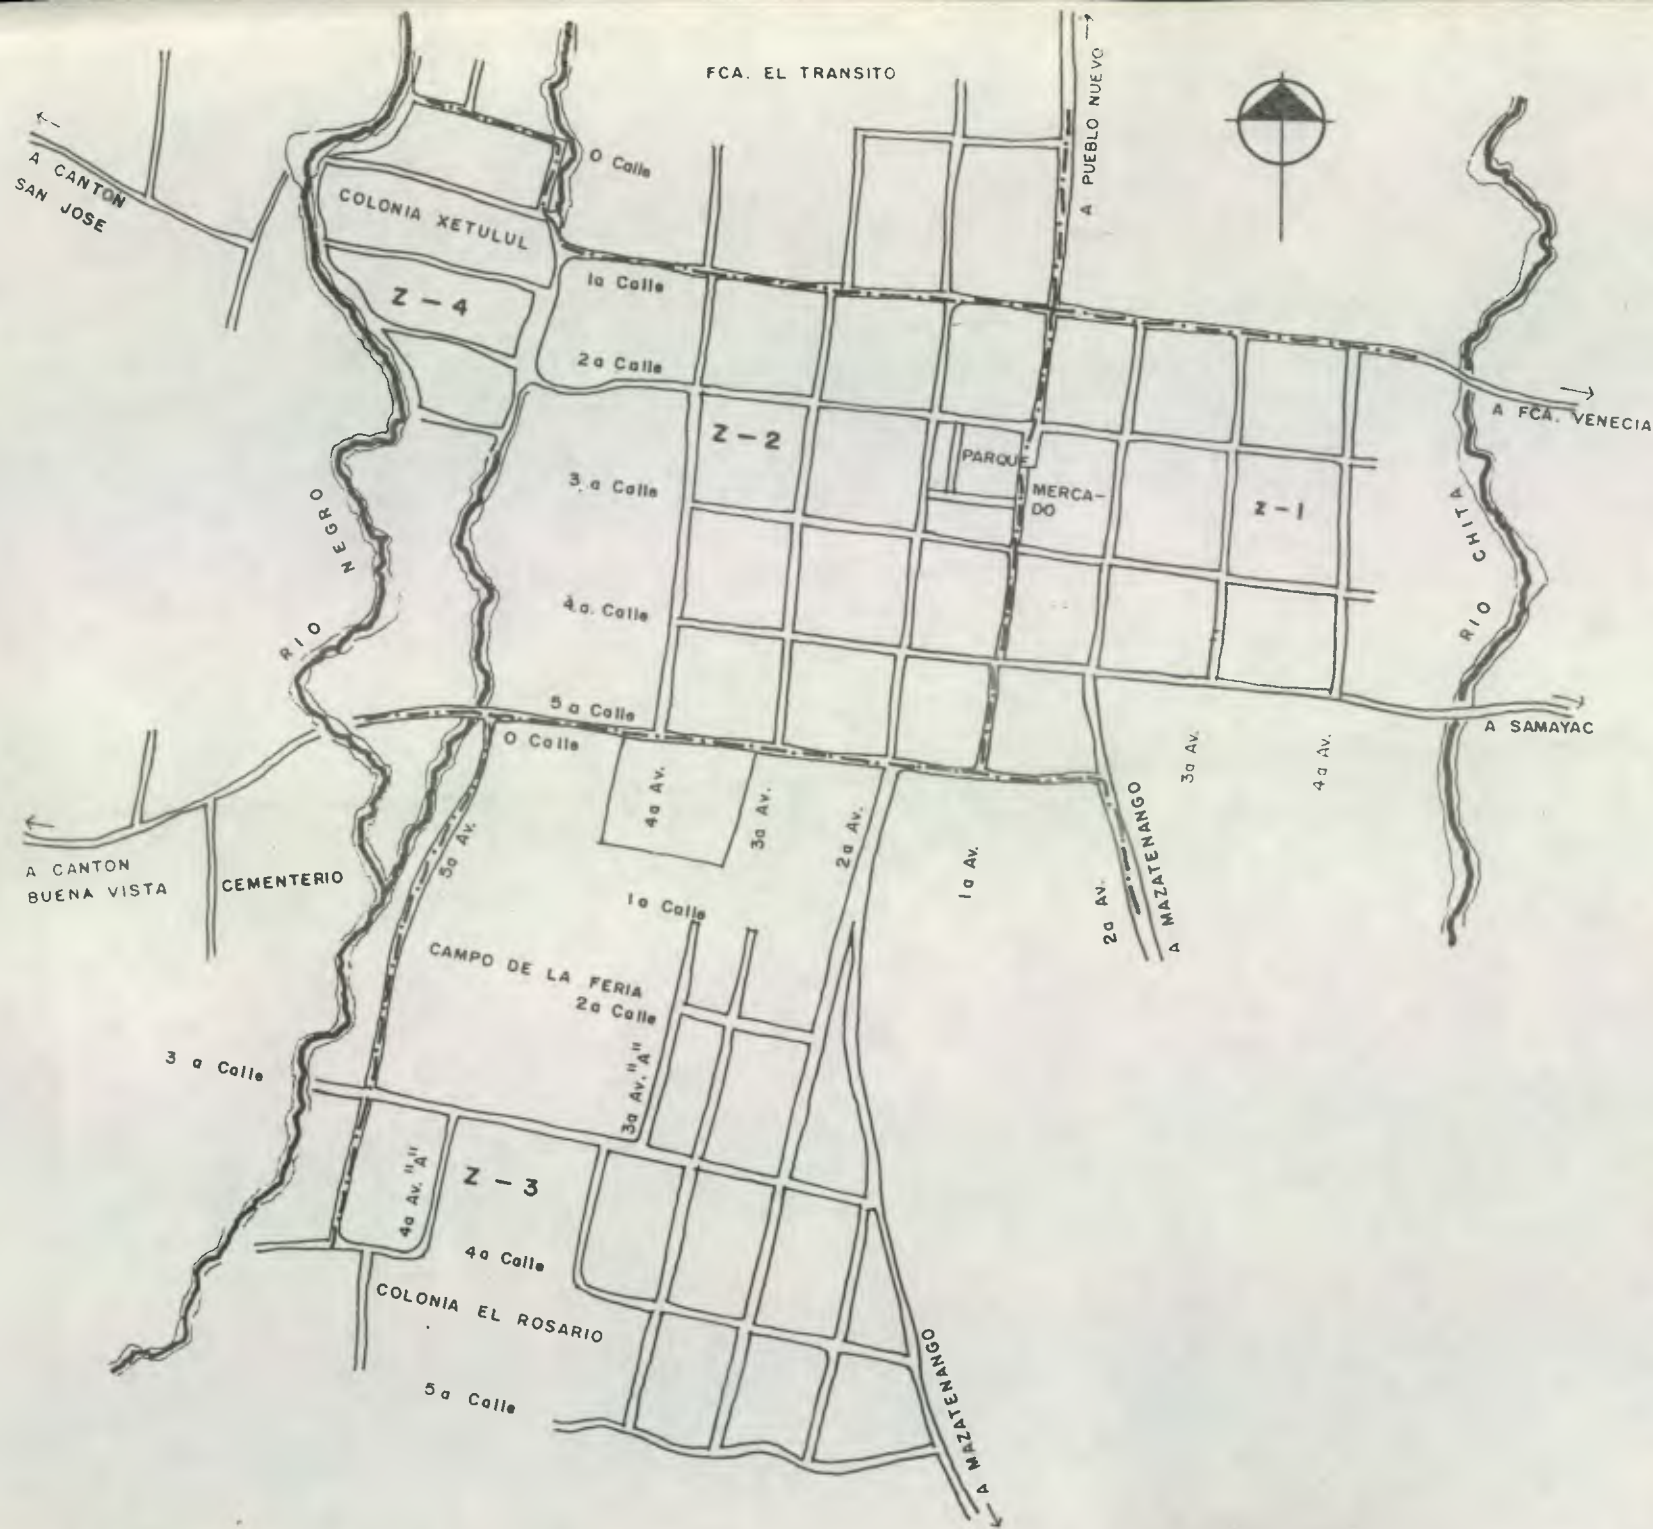 FCA. EL TRANSITO
A PUEBLO NUEVO
A CANTON
SAN JOSE
O Calle
COLONIA XETULUL
1a Calle
Z - 4
2a Calle
A FCA. VENECIA
Z - 2
PARQUE
3a Calle
MERCA-
DO
Z - 1
RIO NEGRO
RIO CHITA
4a. Calle
5a Calle
O Calle
A SAMAYAC
4a Av.
3a Av.
2a Av.
1a Av.
2a Av.
A MAZATENANGO
3a Av.
4a Av.
5a Av.
A CANTON
BUENA VISTA
CEMENTERIO
1a Calle
CAMPO DE LA FERIA
2a Calle
3 a Calle
3a Av. "A"
4a Av. "A"
Z - 3
4a Calle
COLONIA EL ROSARIO
5a Calle
A MAZATENANGO